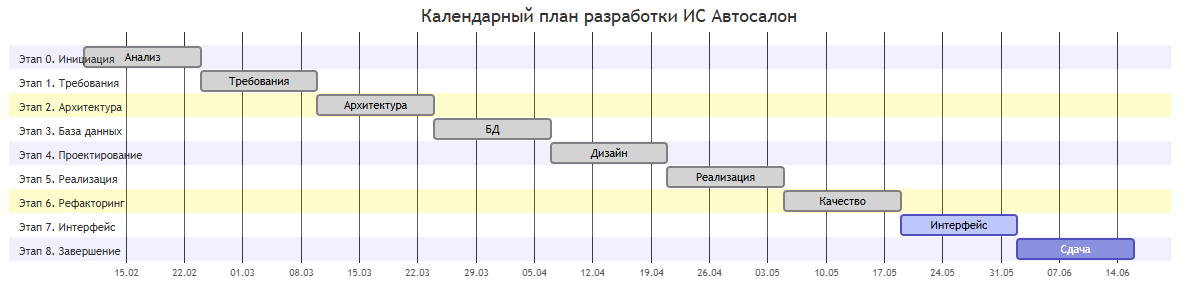 Календарный план разработки ИС Автосалон
Этап 0. Инициация Анализ
Этап 1. Требования Требования
Этап 2. Архитектура Архитектура
Этап 3. База данных БД
Этап 4. Проектирование Дизайн
Этап 5. Реализация Реализация
Этап 6. Рефакторинг Качество
Этап 7. Интерфейс Интерфейс
Этап 8. Завершение Сдача
15.02 22.02 01.03 08.03 15.03 22.03 29.03 05.04 12.04 19.04 26.04 03.05 10.05 17.05 24.05 31.05 07.06 14.06